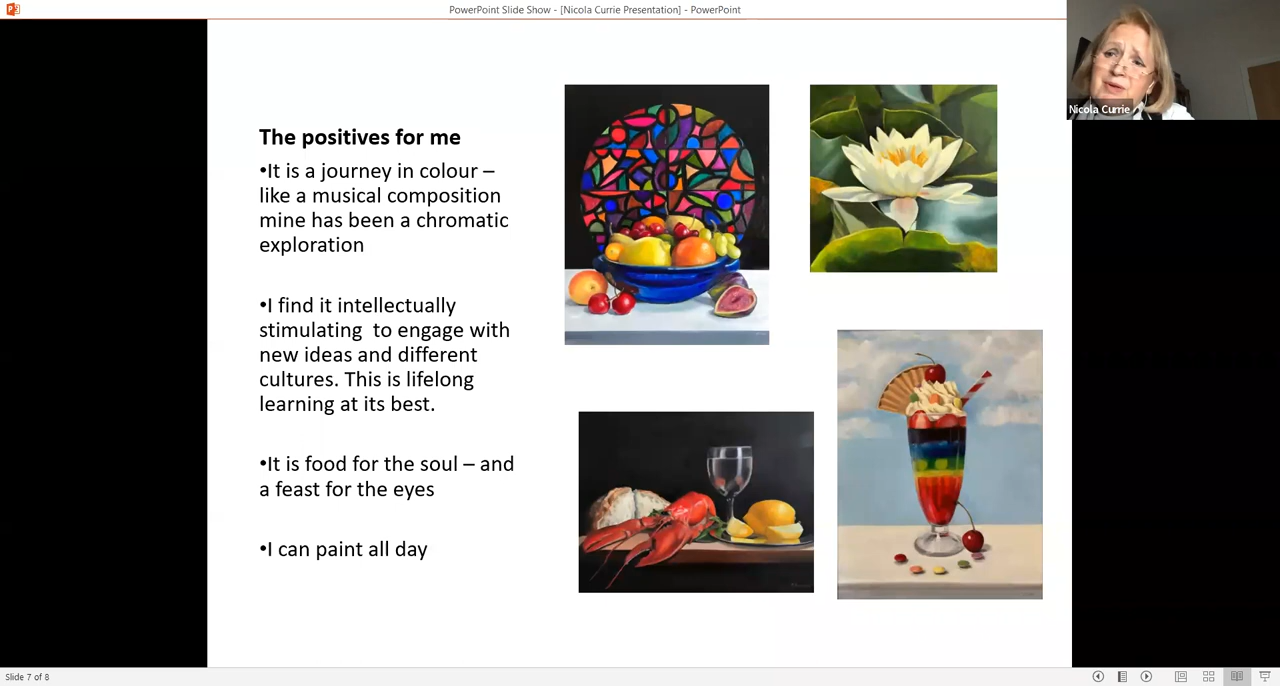 PowerPoint Slide Show - [Nicola Currie Presentation] - PowerPoint
Nicola Currie
The positives for me
•It is a journey in colour –
like a musical composition
mine has been a chromatic
exploration
•I find it intellectually
stimulating  to engage with
new ideas and different
cultures. This is lifelong
learning at its best.
•It is food for the soul – and
a feast for the eyes
•I can paint all day
Slide 7 of 8